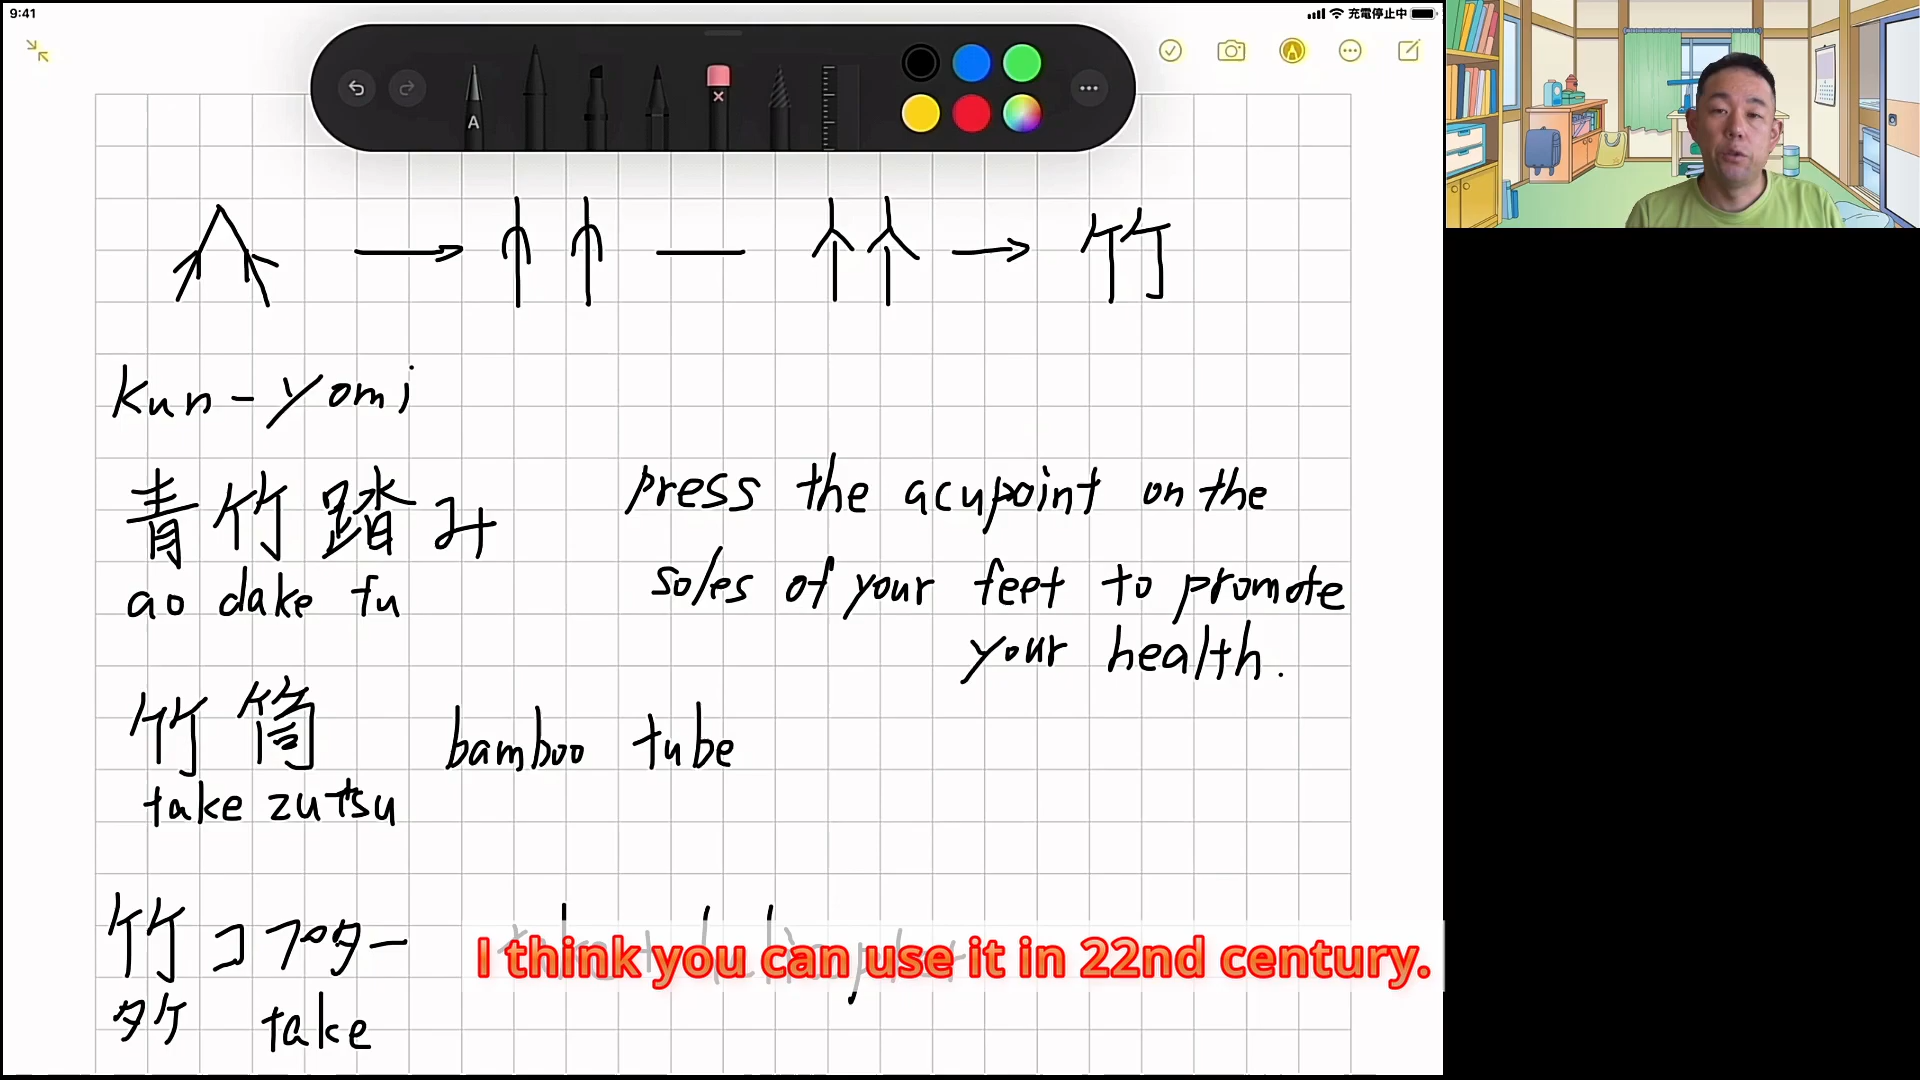 9:41
充電停止中
A
竹
kun-yomi
青竹踏み
press the acupoint on the
ao dake fu
soles of your feet to promote
your health.
竹筒
bamboo tube
take zutsu
竹コプター
I think you can use it in 22nd century.
タケ take